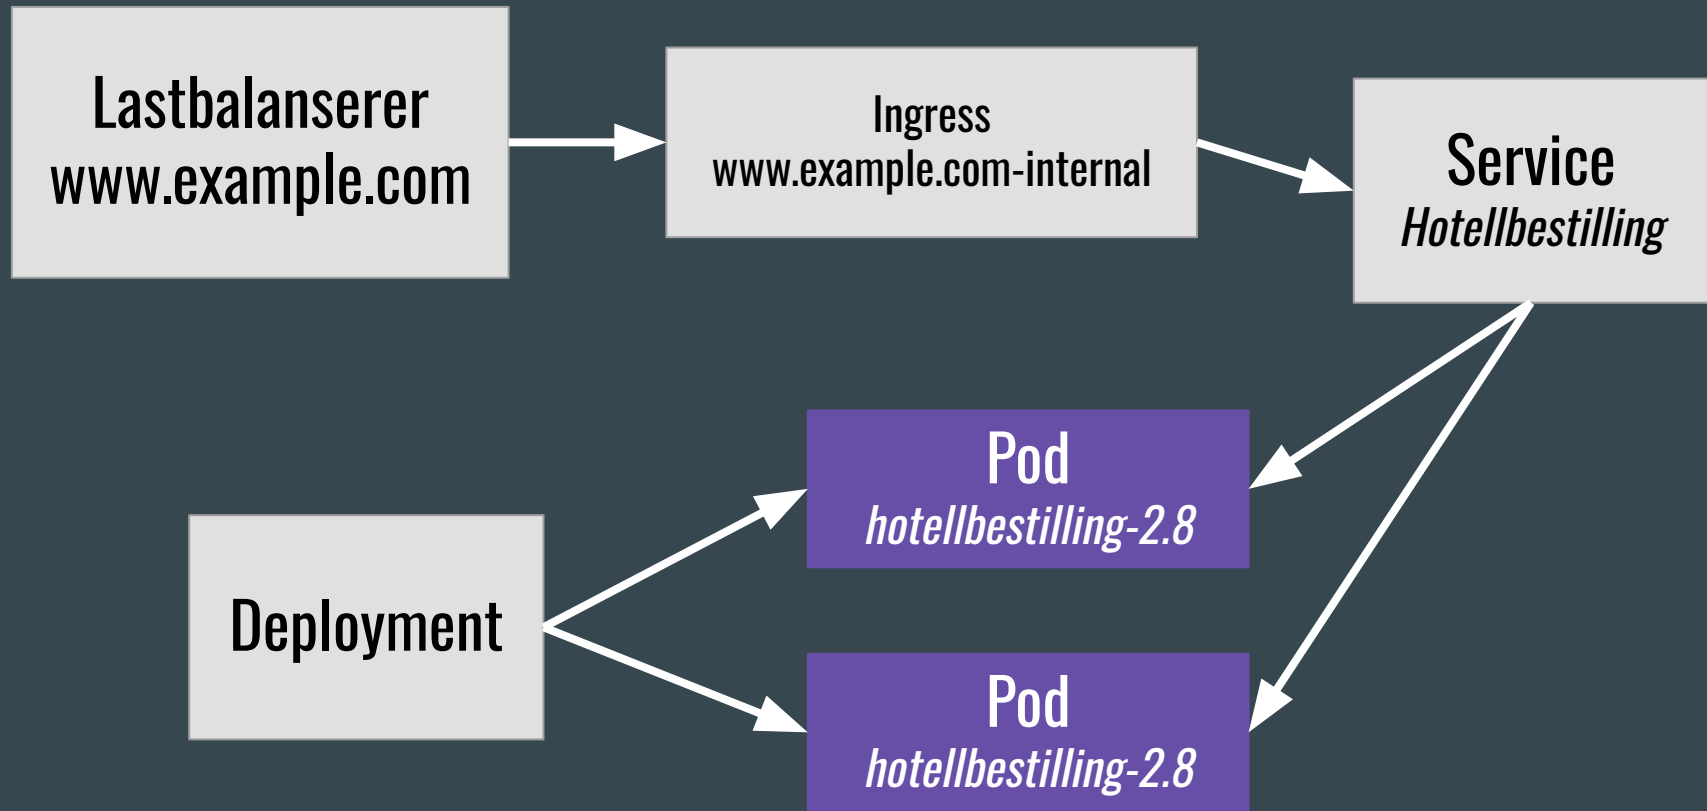 Lastbalanserer
www.example.com
Ingress
www.example.com-internal
Service
Hotellbestilling
Pod
hotellbestilling-2.8
Deployment
Pod
hotellbestilling-2.8